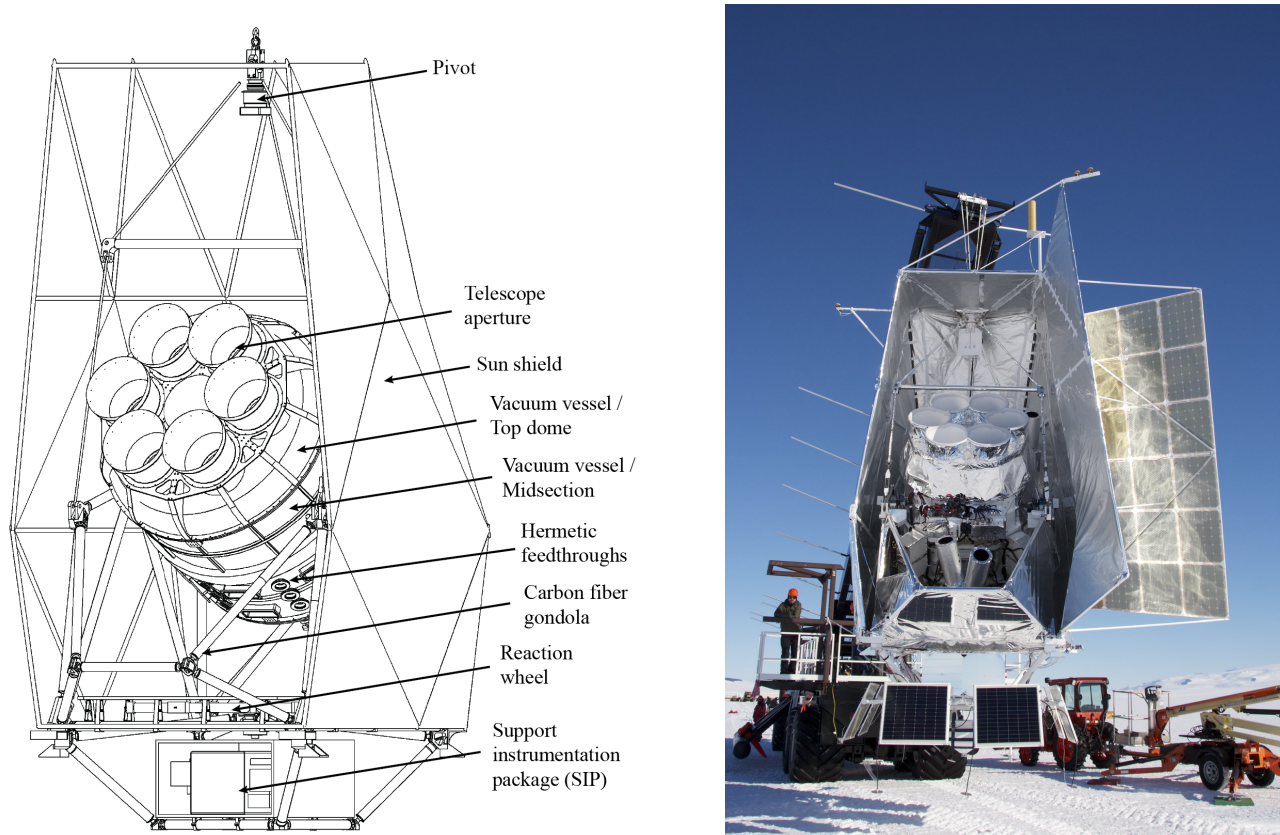 Pivot
Telescope
aperture
Sun shield
Vacuum vessel /
Top dome
Vacuum vessel /
Midsection
Hermetic
feedthroughs
Carbon fiber
gondola
Reaction
wheel
Support
instrumentation
package (SIP)